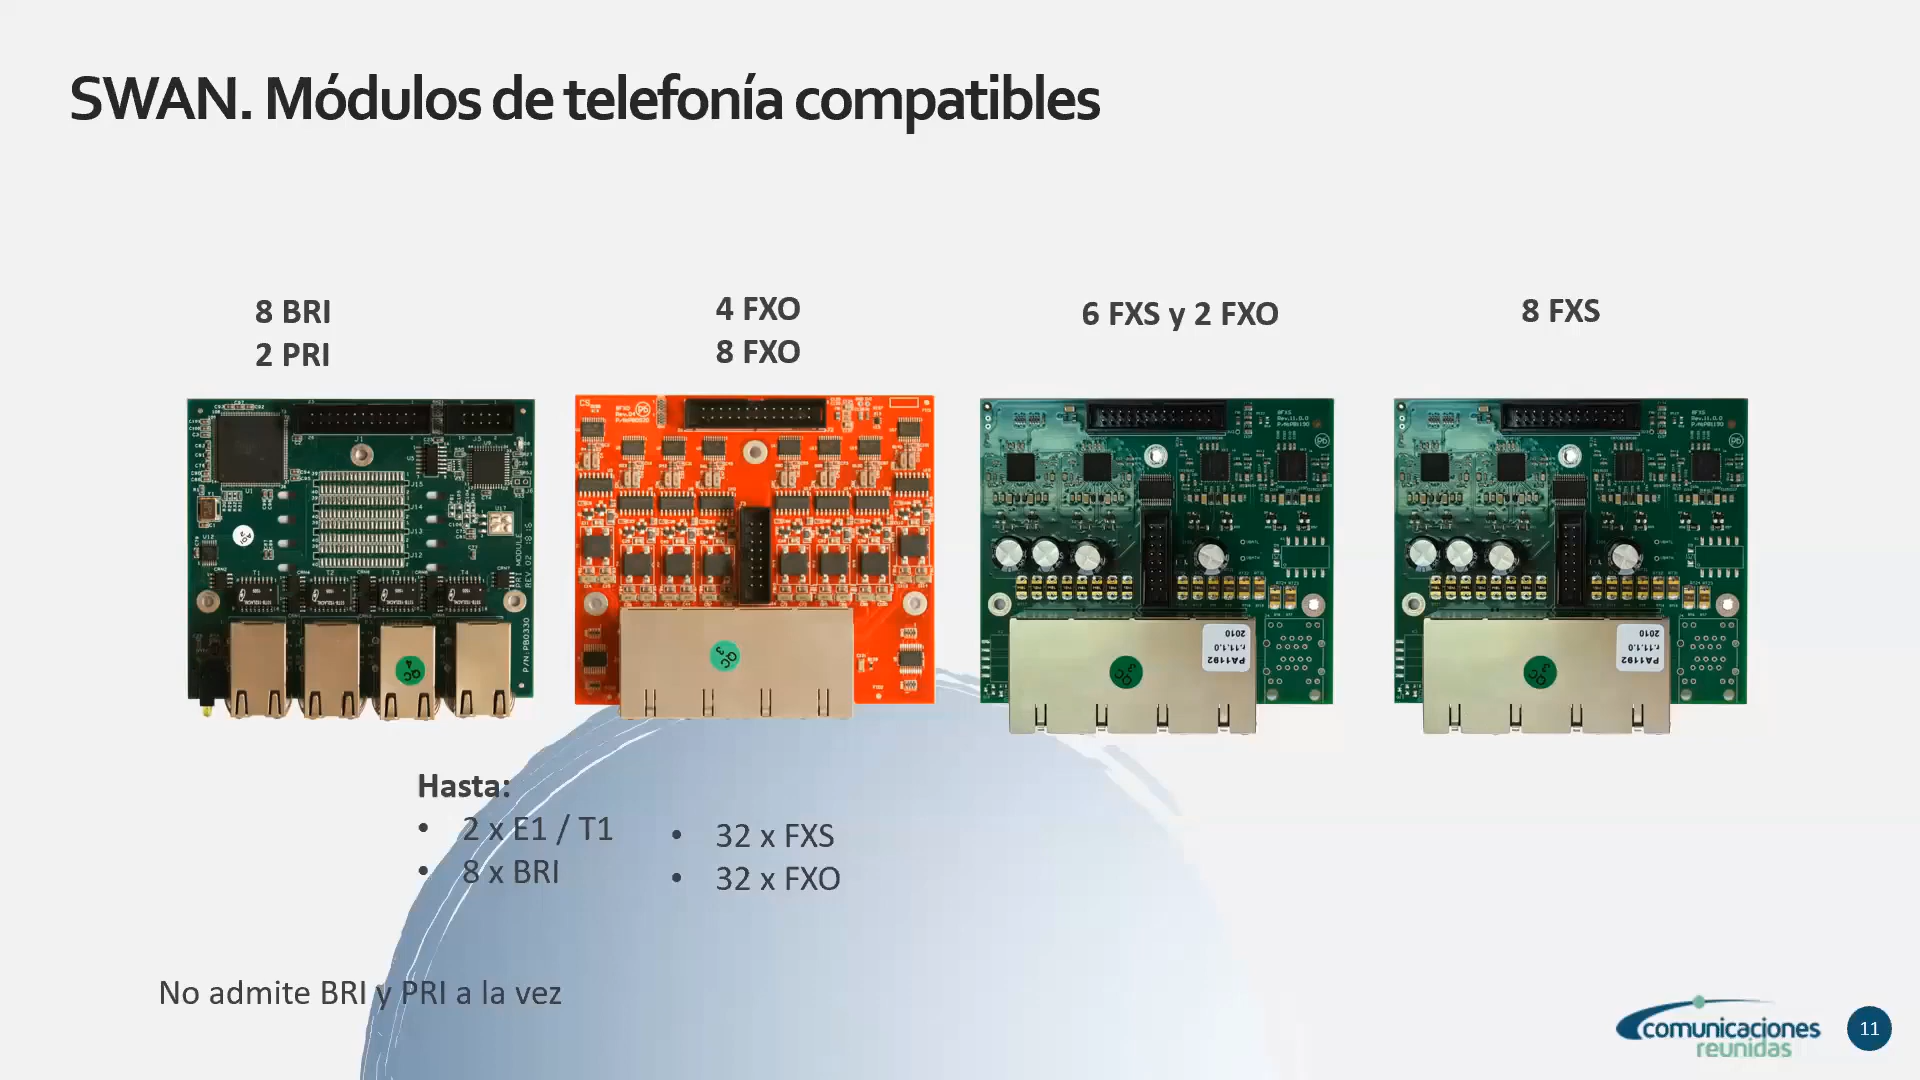 SWAN. Módulos de telefonía compatibles
8 BRI
2 PRI
4 FXO
8 FXO
6 FXS y 2 FXO
8 FXS
Hasta:
• 2 x E1 / T1
• 8 x BRI
• 32 x FXS
• 32 x FXO
No admite BRI y PRI a la vez
comunicaciones
reunidas
11